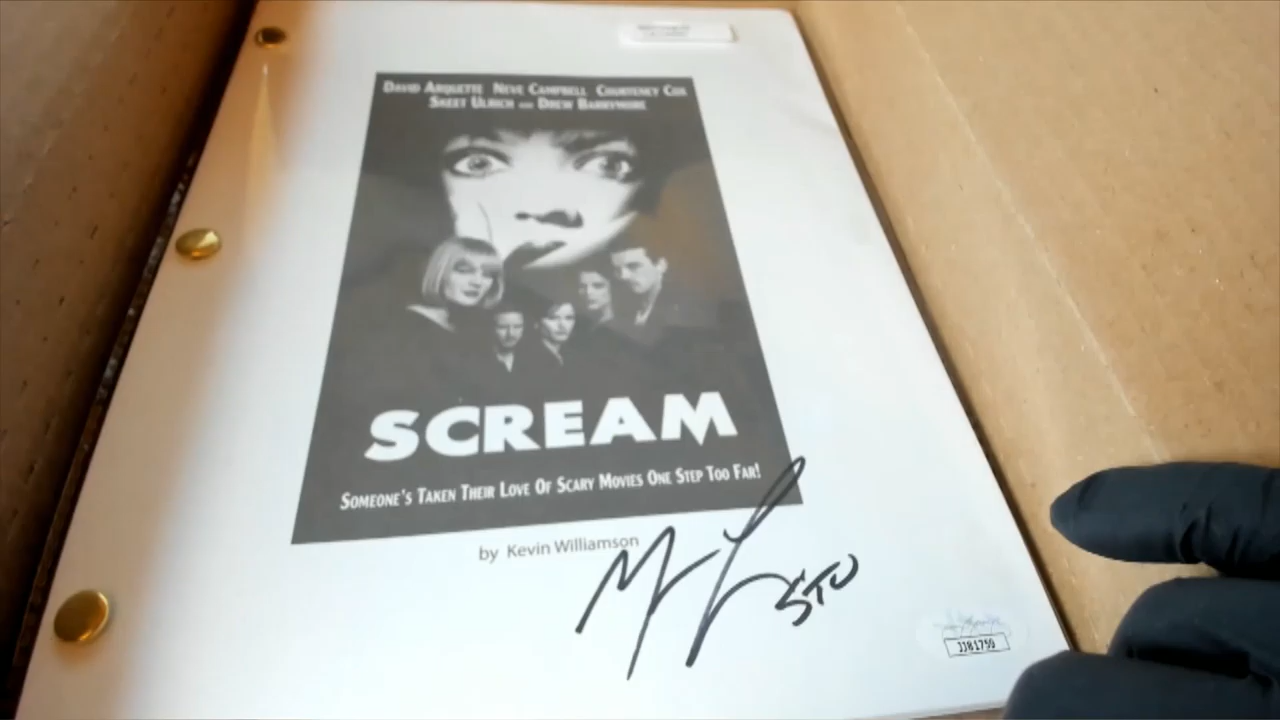 DAVID ARQUETTE NEVE CAMPBELL COURTENEY COX
SKEET ULRICH AND DREW BARRYMORE
SCREAM
SOMEONE'S TAKEN THEIR LOVE OF SCARY MOVIES ONE STEP TOO FAR!
by Kevin Williamson
STU
JJ81759